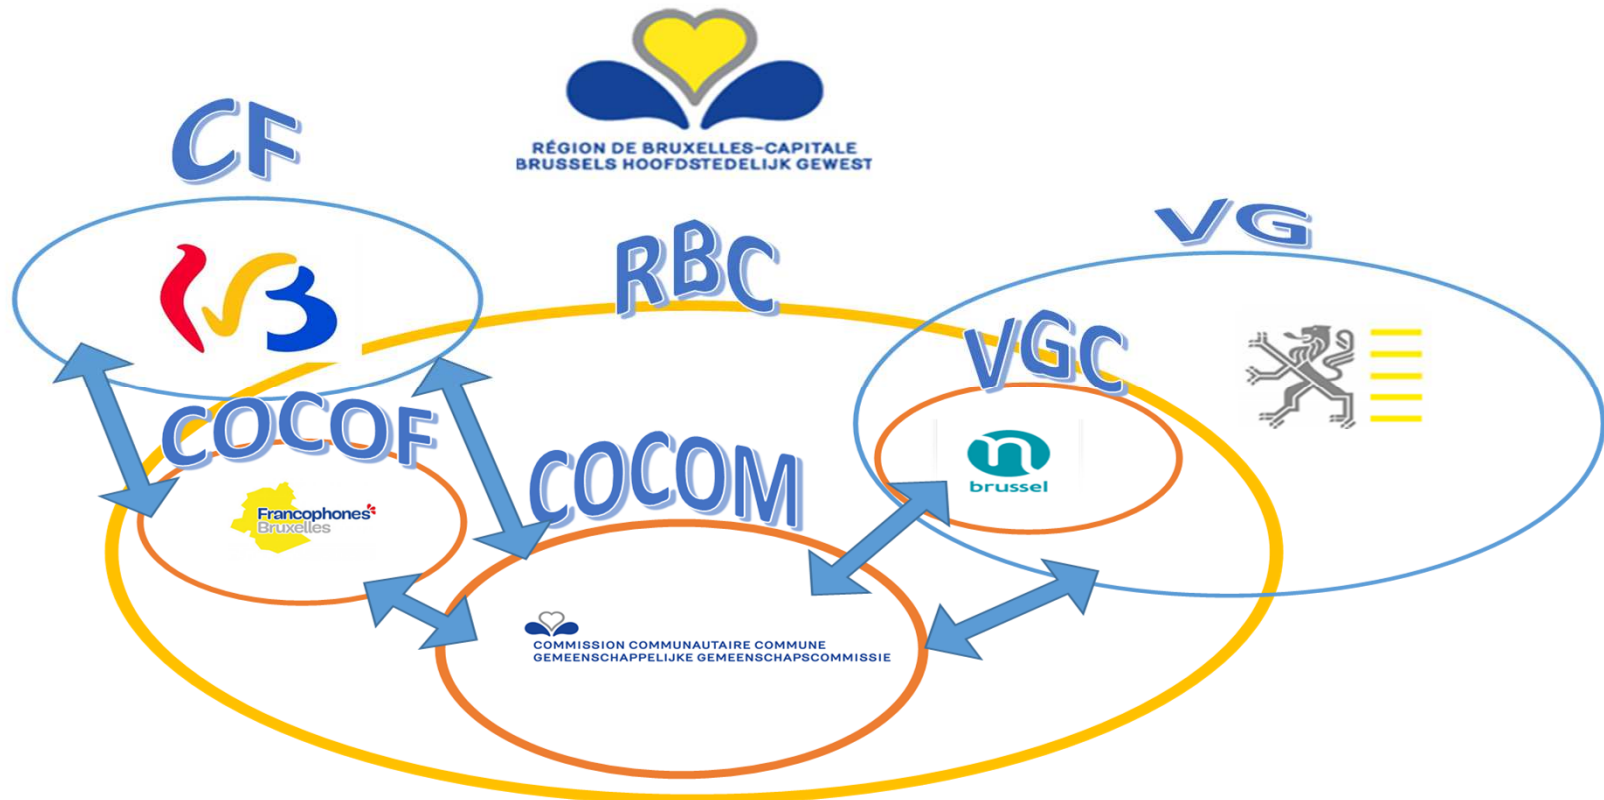 RÉGION DE BRUXELLES-CAPITALE
BRUSSELS HOOFDSTEDELIJK GEWEST
CF
RBC
VG
VGC
COCOF
COCOM
brussel
Francophones
Bruxelles
COMMISSION COMMUNAUTAIRE COMMUNE
GEMEENSCHAPPELIJKE GEMEENSCHAPSCOMMISSIE